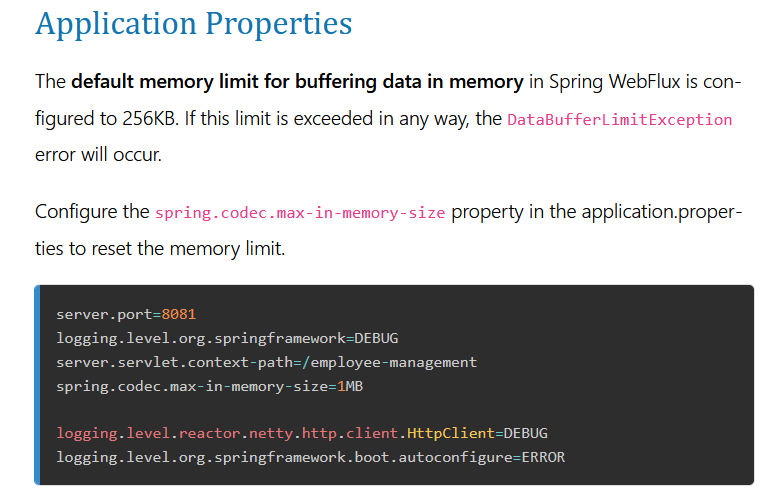 Application Properties
The default memory limit for buffering data in memory in Spring WebFlux is con-
figured to 256KB. If this limit is exceeded in any way, the DataBufferLimitException
error will occur.
Configure the spring.codec.max-in-memory-size property in the application.proper-
ties to reset the memory limit.
server.port=8081
logging.level.org.springframework=DEBUG
server.servlet.context-path=/employee-management
spring.codec.max-in-memory-size=1MB
logging.level.reactor.netty.http.client.HttpClient=DEBUG
logging.level.org.springframework.boot.autoconfigure=ERROR